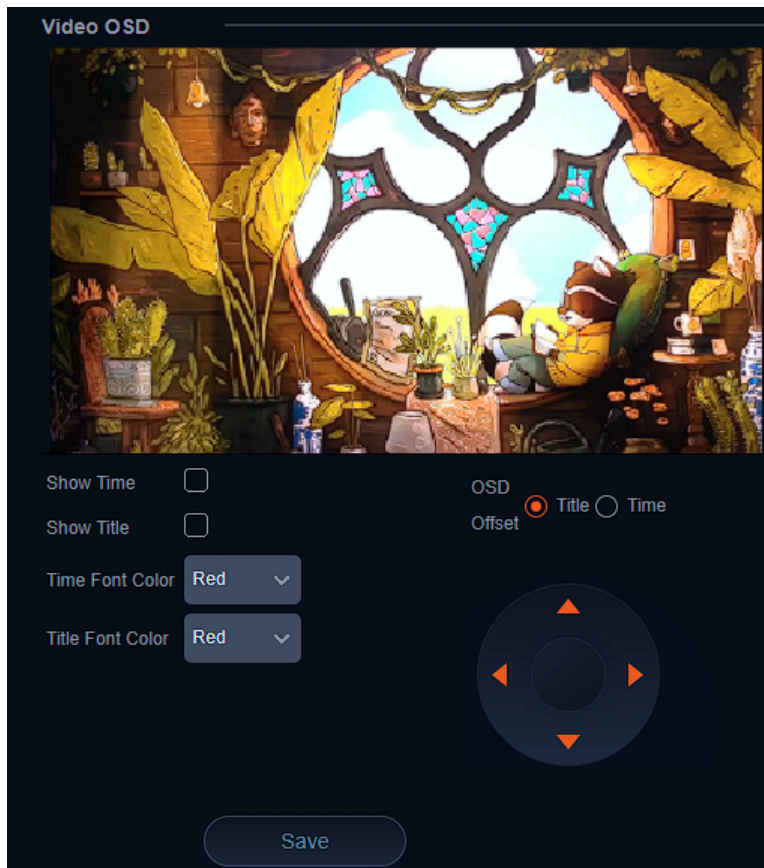 Video OSD
Show Time
Show Title
OSD
Offset
Title
Time
Time Font Color
Red
Title Font Color
Red
Save